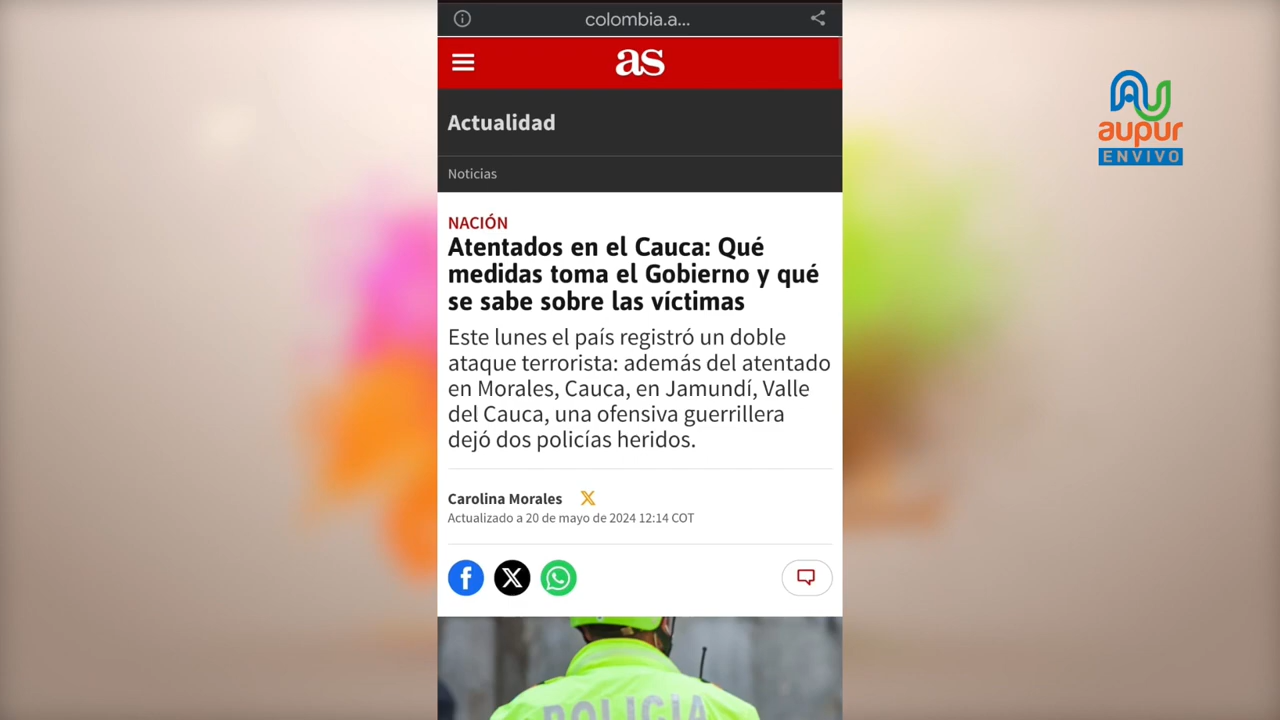 colombia.a...
as
Actualidad
Noticias
NACIÓN
Atentados en el Cauca: Qué
medidas toma el Gobierno y qué
se sabe sobre las víctimas
Este lunes el país registró un doble
ataque terrorista: además del atentado
en Morales, Cauca, en Jamundí, Valle
del Cauca, una ofensiva guerrillera
dejó dos policías heridos.
Carolina Morales
Actualizado a 20 de mayo de 2024 12:14 COT
POLICIA
aupur
ENVIVO